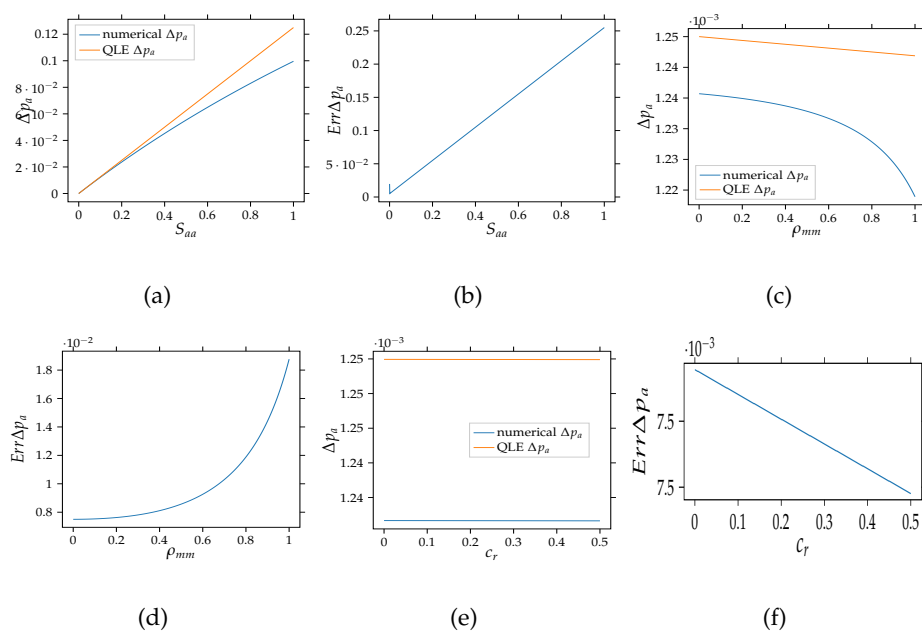 0.12
0.1
8 · 10⁻²
6 · 10⁻²
4 · 10⁻²
2 · 10⁻²
0
Δp_a
numerical Δp_a
QLE Δp_a
0 0.2 0.4 0.6 0.8 1
S_aa
(a)
0.25
0.2
0.15
0.1
5 · 10⁻²
0
ErrΔp_a
0 0.2 0.4 0.6 0.8 1
S_aa
(b)
·10⁻³
1.25
1.24
1.24
1.23
1.23
1.22
Δp_a
numerical Δp_a
QLE Δp_a
0 0.2 0.4 0.6 0.8 1
ρ_mm
(c)
·10⁻²
1.8
1.6
1.4
1.2
1
0.8
ErrΔp_a
0 0.2 0.4 0.6 0.8 1
ρ_mm
(d)
·10⁻³
1.25
1.25
1.25
1.24
1.24
Δp_a
numerical Δp_a
QLE Δp_a
0 0.1 0.2 0.3 0.4 0.5
c_r
(e)
·10⁻³
7.5
7.5
ErrΔp_a
0 0.1 0.2 0.3 0.4 0.5
c_r
(f)